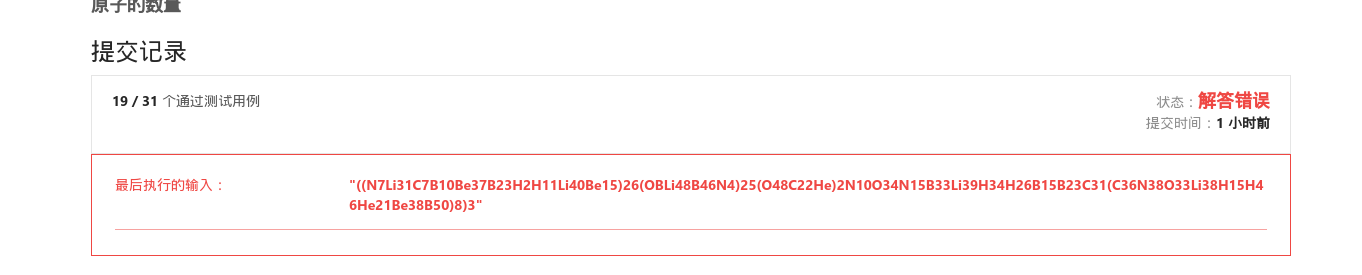 原子的数量
提交记录
19 / 31 个通过测试用例
状态：解答错误
提交时间：1 小时前
最后执行的输入：
"((N7Li31C7B10Be37B23H2H11Li40Be15)26(OBLi48B46N4)25(O48C22He)2N10O34N15B33Li39H34H26B15B23C31(C36N38O33Li38H15H4
6He21Be38B50)8)3"